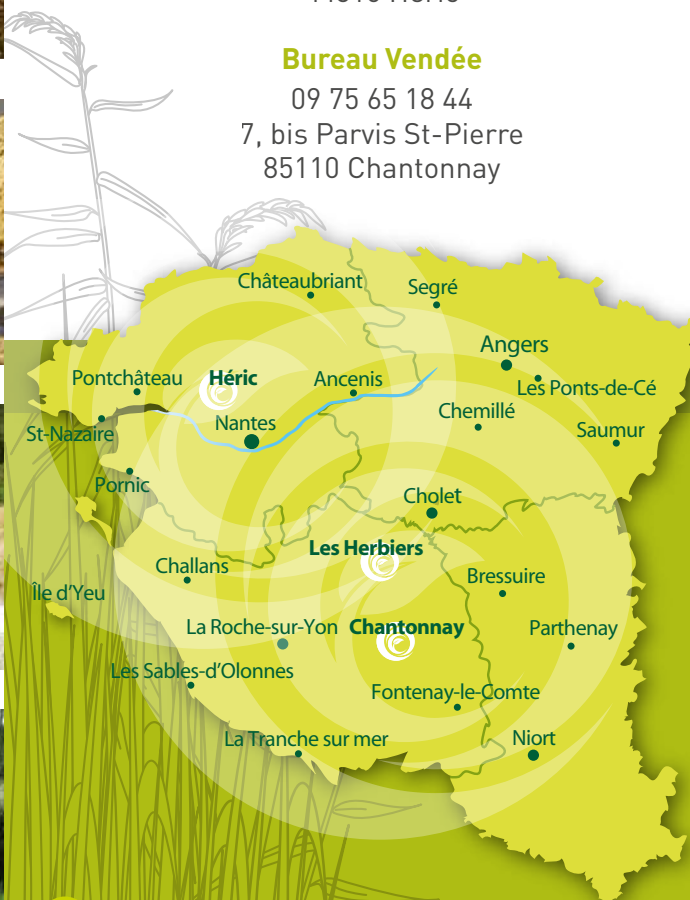 Bureau Vendée
09 75 65 18 44
7, bis Parvis St-Pierre
85110 Chantonnay
Châteaubriant
Segré
Angers
Pontchâteau
Héric
Ancenis
Les Ponts-de-Cé
Chemillé
St-Nazaire
Nantes
Saumur
Pornic
Cholet
Les Herbiers
Challans
Bressuire
Île d'Yeu
La Roche-sur-Yon
Chantonnay
Parthenay
Les Sables-d'Olonnes
Fontenay-le-Comte
La Tranche sur mer
Niort